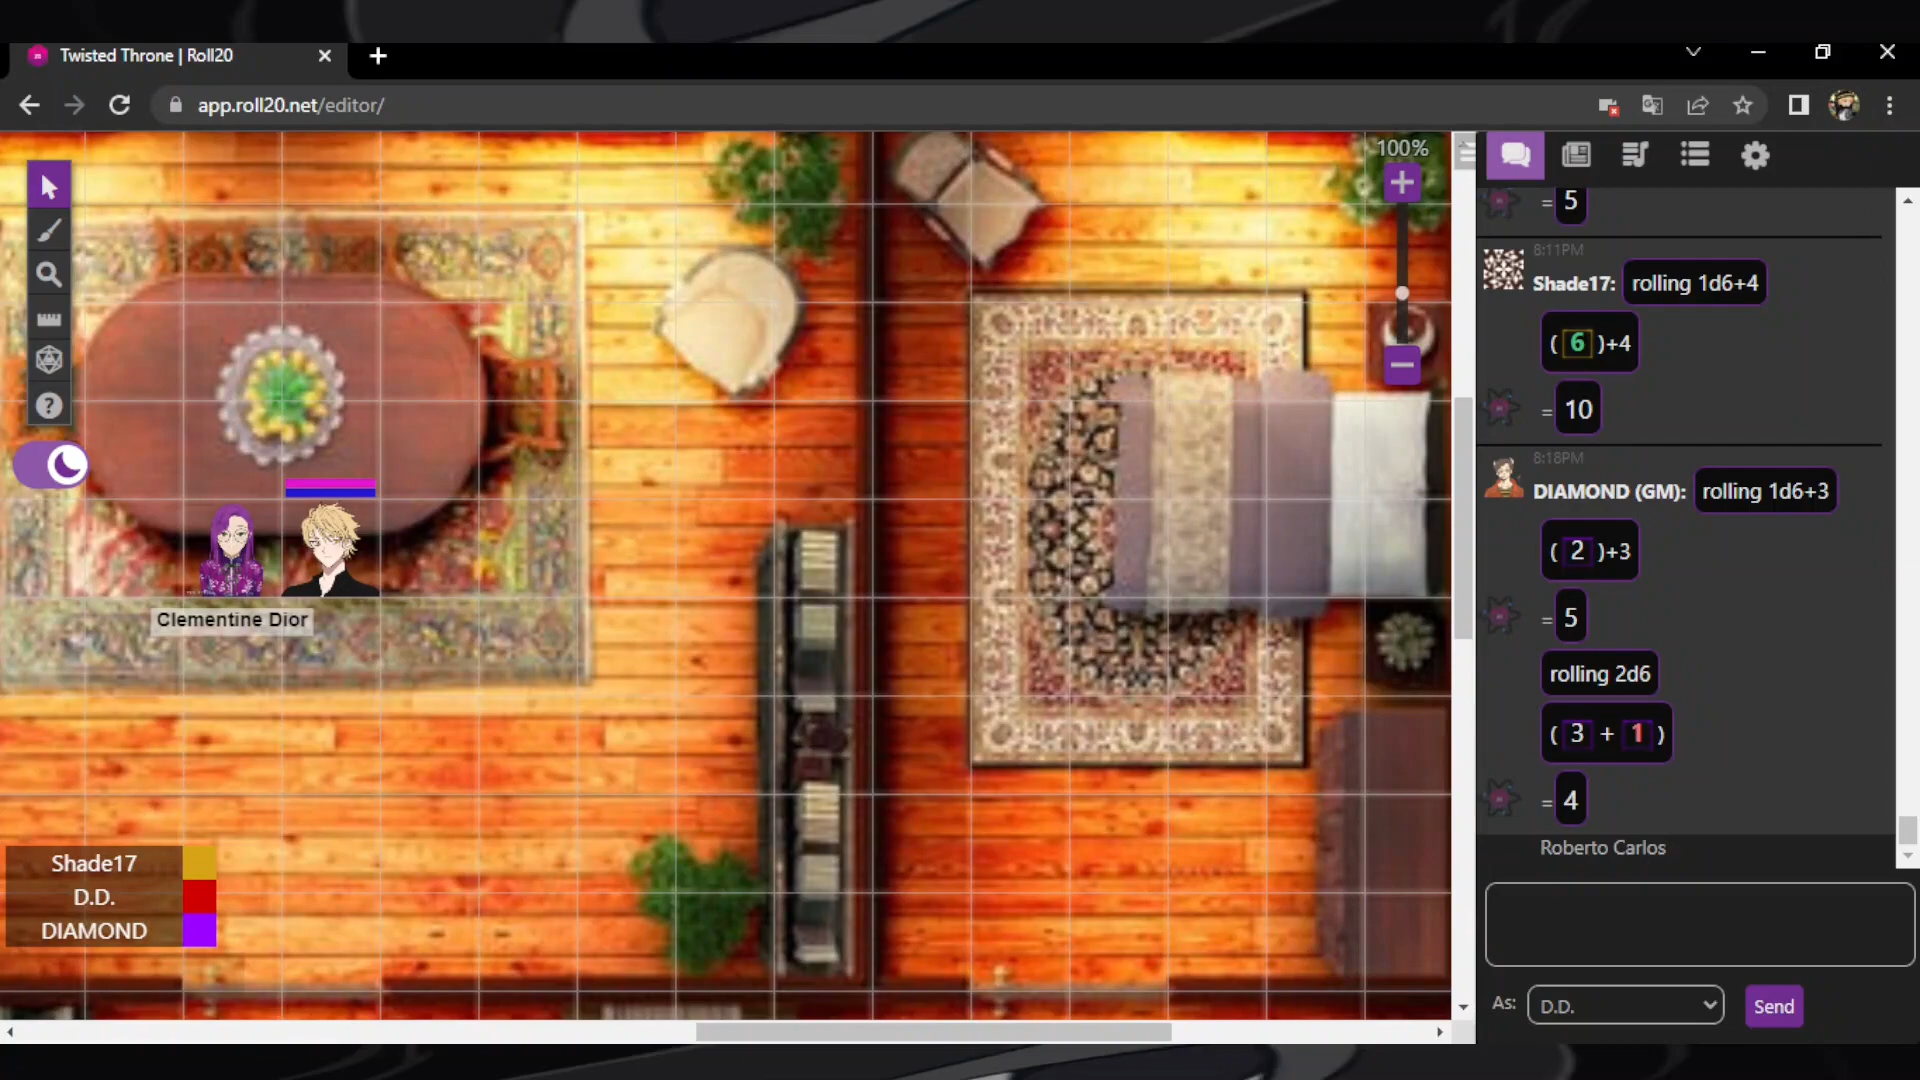 Twisted Throne | Roll20
app.roll20.net/editor/
100%
= 5
8:11PM
Shade17: rolling 1d6+4
(6)+4
= 10
8:18PM
DIAMOND (GM): rolling 1d6+3
(2)+3
= 5
rolling 2d6
(3 + 1)
= 4
Roberto Carlos
Clementine Dior
Shade17
D.D.
DIAMOND
As: D.D. Send